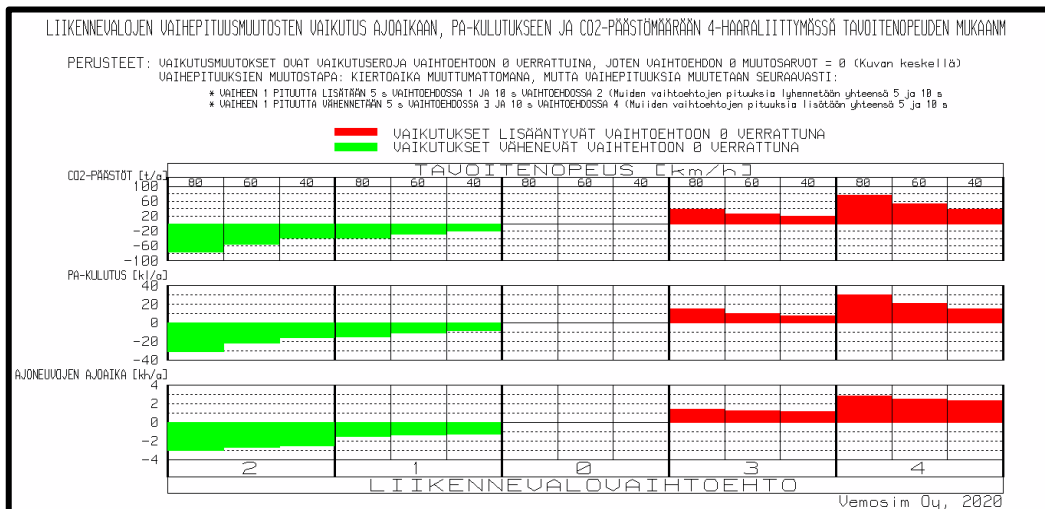 LIIKENNEVALOJEN VAIHEPITUUSMUUTOSTEN VAIKUTUS AJOAIKAAN, PA-KULUTUKSEEN JA CO2-PÄÄSTÖMÄÄRÄÄN 4-HAARALIITTYMÄSSÄ TAVOITENOPEUDEN MUKAANM
PERUSTEET: VAIKUTUSMUUTOKSET OVAT VAIKUTUSEROJA VAIHTOEHTOON 0 VERRATTUINA, JOTEN VAIHTOEHDON 0 MUUTOSARVOT = 0 (Kuvan keskellä)
VAIHEPITUUKSIEN MUUTOSTAPA: KIERTOAIKA MUUTTUMATTOMANA, MUTTA VAIHEPITUUKSIA MUUTETAAN SEURAAVASTI:
* VAIHEEN 1 PITUUTTA LISÄTÄÄN 5 s VAIHTOEHDOSSA 1 JA 10 s VAIHTOEHDOSSA 2 (Muiden vaihtoehtojen pituuksia lyhennetään yhteensä 5 ja 10 s
* VAIHEEN 1 PITUUTTA VÄHENNETÄÄN 5 s VAIHTOEHDOSSA 3 JA 10 s VAIHTOEHDOSSA 4 (Muiiden vaihtoehtojen pituuksia lisätään yhteensä 5 ja 10 s
VAIKUTUKSET LISÄÄNTYVÄT VAIHTOEHTOON 0 VERRATTUNA
VAIKUTUKSET VÄHENEVÄT VAIHTEHTOON 0 VERRATTUNA
TAVOITENOPEUS [km/h]
CO2-PÄÄSTÖT [t/a]
80 60 40 80 60 40 80 60 40 80 60 40 80 60 40
100
60
20
-20
-60
-100
PA-KULUTUS [kl/a]
40
20
0
-20
-40
AJONEUVOJEN AJOAIKA [kh/a]
4
2
0
-2
-4
2 1 0 3 4
LIIKENNEVALOVAIHTOEHTO
Vemosim Oy, 2020